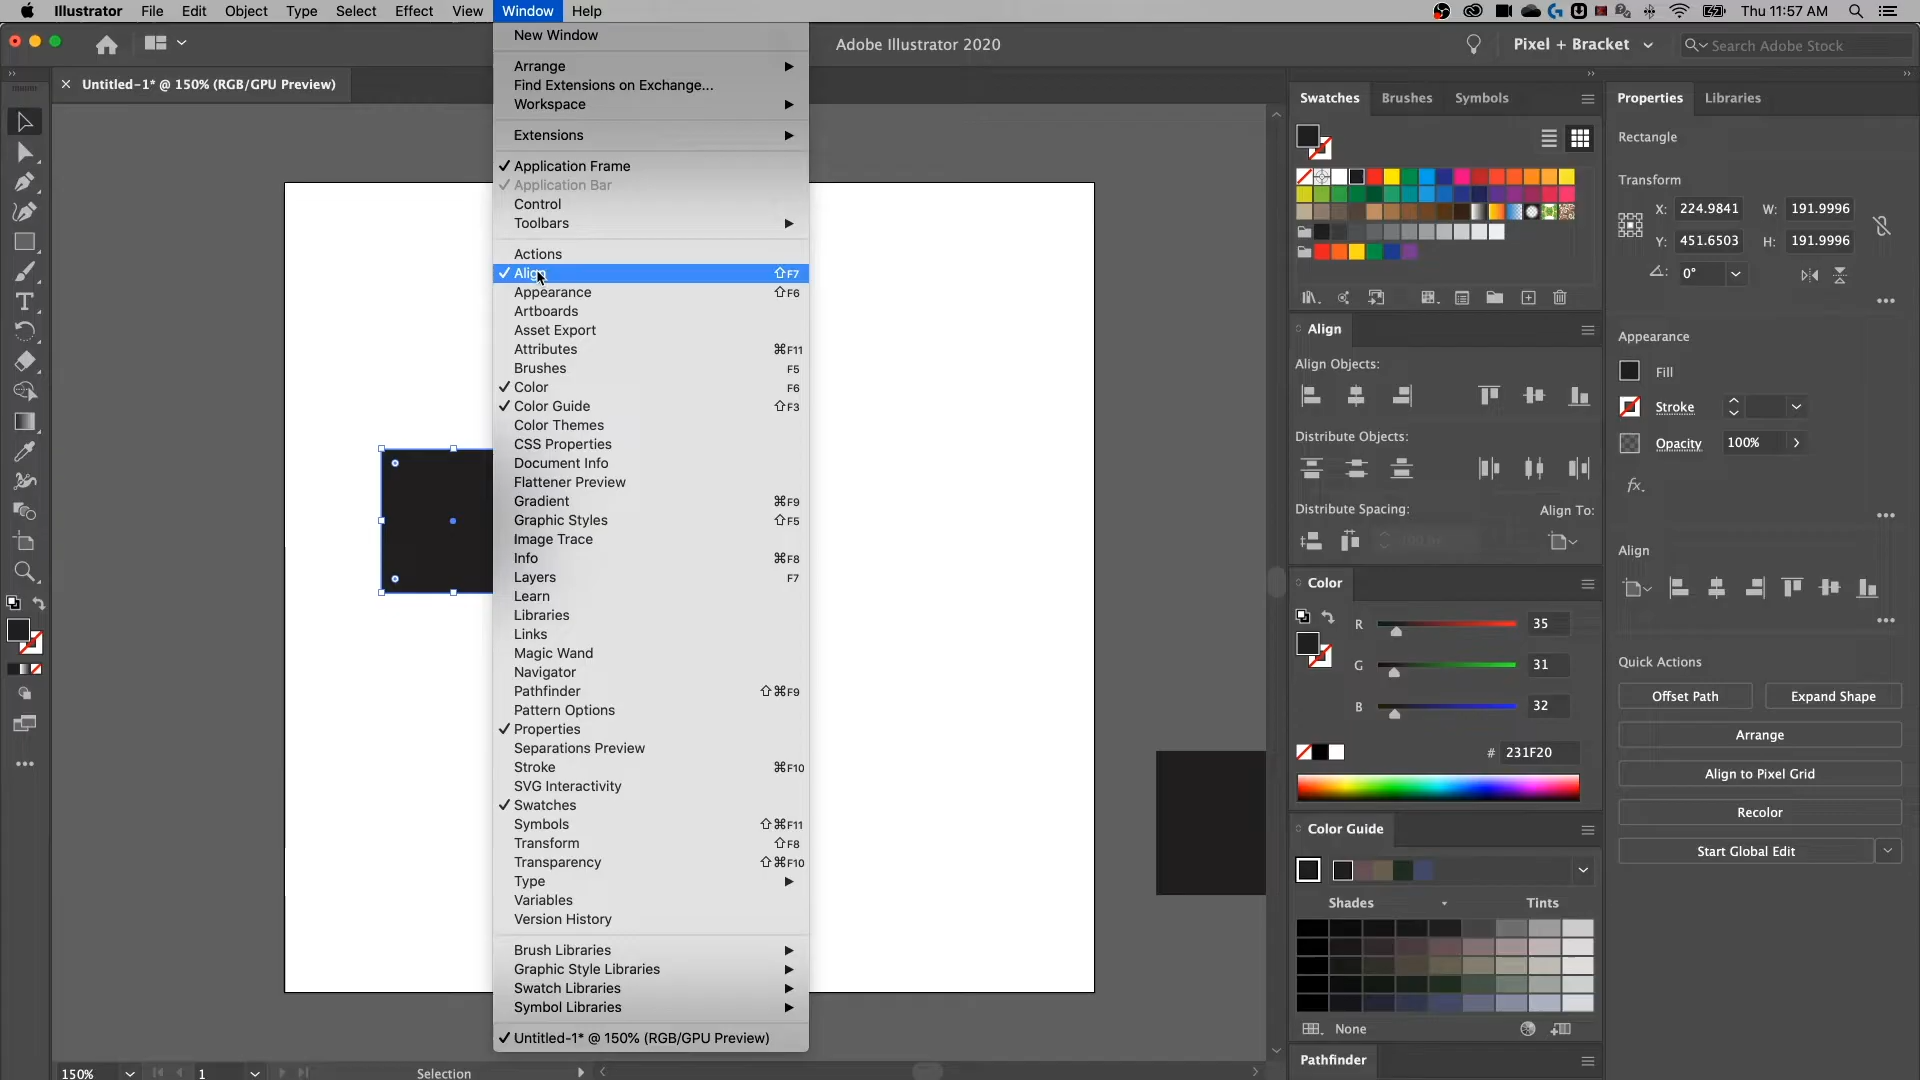 Illustrator File Edit Object Type Select Effect View Window Help
Thu 11:57 AM
Adobe Illustrator 2020
Pixel + Bracket
Search Adobe Stock
Untitled-1* @ 150% (RGB/GPU Preview)
New Window
Arrange
Find Extensions on Exchange...
Workspace
Extensions
Application Frame
Application Bar
Control
Toolbars
Actions
Align ⇧F7
Appearance ⇧F6
Artboards
Asset Export
Attributes ⌘F11
Brushes F5
Color F6
Color Guide ⇧F3
Color Themes
CSS Properties
Document Info
Flattener Preview
Gradient ⌘F9
Graphic Styles ⇧F5
Image Trace
Info ⌘F8
Layers F7
Learn
Libraries
Links
Magic Wand
Navigator
Pathfinder ⇧⌘F9
Pattern Options
Properties
Separations Preview
Stroke ⌘F10
SVG Interactivity
Swatches
Symbols ⇧⌘F11
Transform ⇧F8
Transparency ⇧⌘F10
Type
Variables
Version History
Brush Libraries
Graphic Style Libraries
Swatch Libraries
Symbol Libraries
Untitled-1* @ 150% (RGB/GPU Preview)
150% 1 Selection
Swatches Brushes Symbols
Align
Align Objects:
Distribute Objects:
Distribute Spacing: Align To:
Color
R 35
G 31
B 32
# 231F20
Color Guide
Shades Tints
None
Pathfinder
Properties Libraries
Rectangle
Transform
X: 224.9841 W: 191.9996
Y: 451.6503 H: 191.9996
0°
Appearance
Fill
Stroke
Opacity 100%
fx.
Align
Quick Actions
Offset Path Expand Shape
Arrange
Align to Pixel Grid
Recolor
Start Global Edit